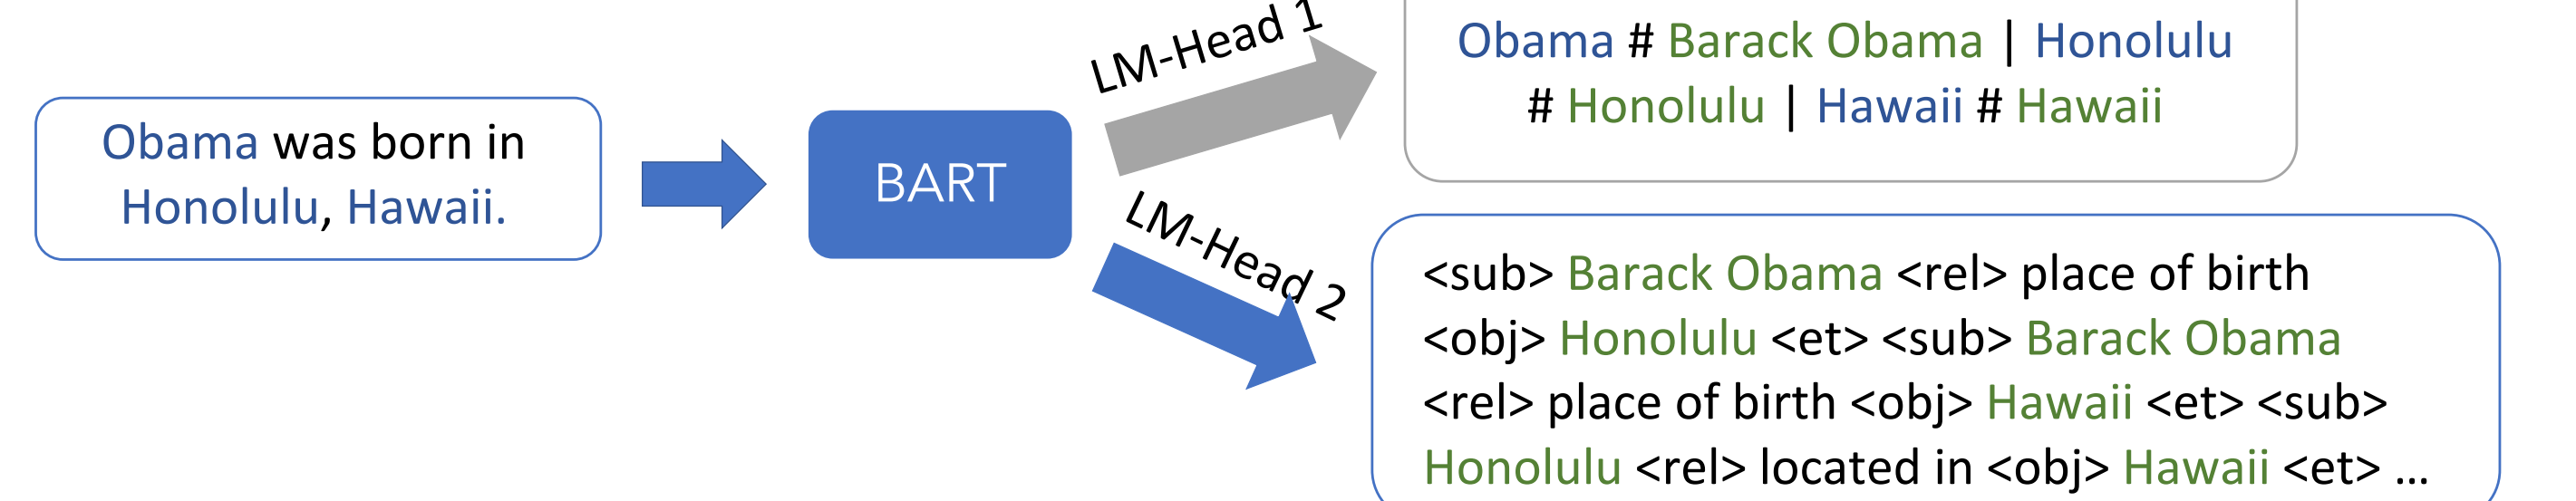 Obama was born in
Honolulu, Hawaii.
BART
LM-Head 1
LM-Head 2
Obama # Barack Obama | Honolulu
# Honolulu | Hawaii # Hawaii
<sub> Barack Obama <rel> place of birth
<obj> Honolulu <et> <sub> Barack Obama
<rel> place of birth <obj> Hawaii <et> <sub>
Honolulu <rel> located in <obj> Hawaii <et> ...